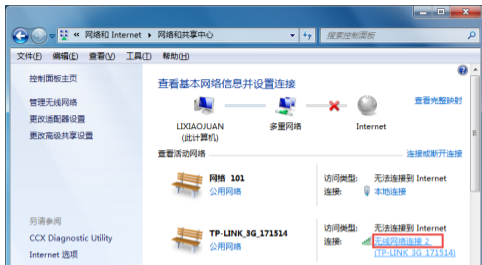 « 网络和 Internet ▸ 网络和共享中心
搜索控制面板
文件(F) 编辑(E) 查看(V) 工具(T) 帮助(H)
控制面板主页
管理无线网络
更改适配器设置
更改高级共享设置
查看基本网络信息并设置连接
LIXIAOJUAN
(此计算机)
多重网络
Internet
查看完整映射
查看活动网络
连接或断开连接
网络 101
公用网络
访问类型: 无法连接到 Internet
连接: 本地连接
TP-LINK_3G_171514
公用网络
访问类型: 无法连接到 Internet
连接: 无线网络连接 2
(TP-LINK_3G_171514)
另请参阅
CCX Diagnostic Utility
Internet 选项